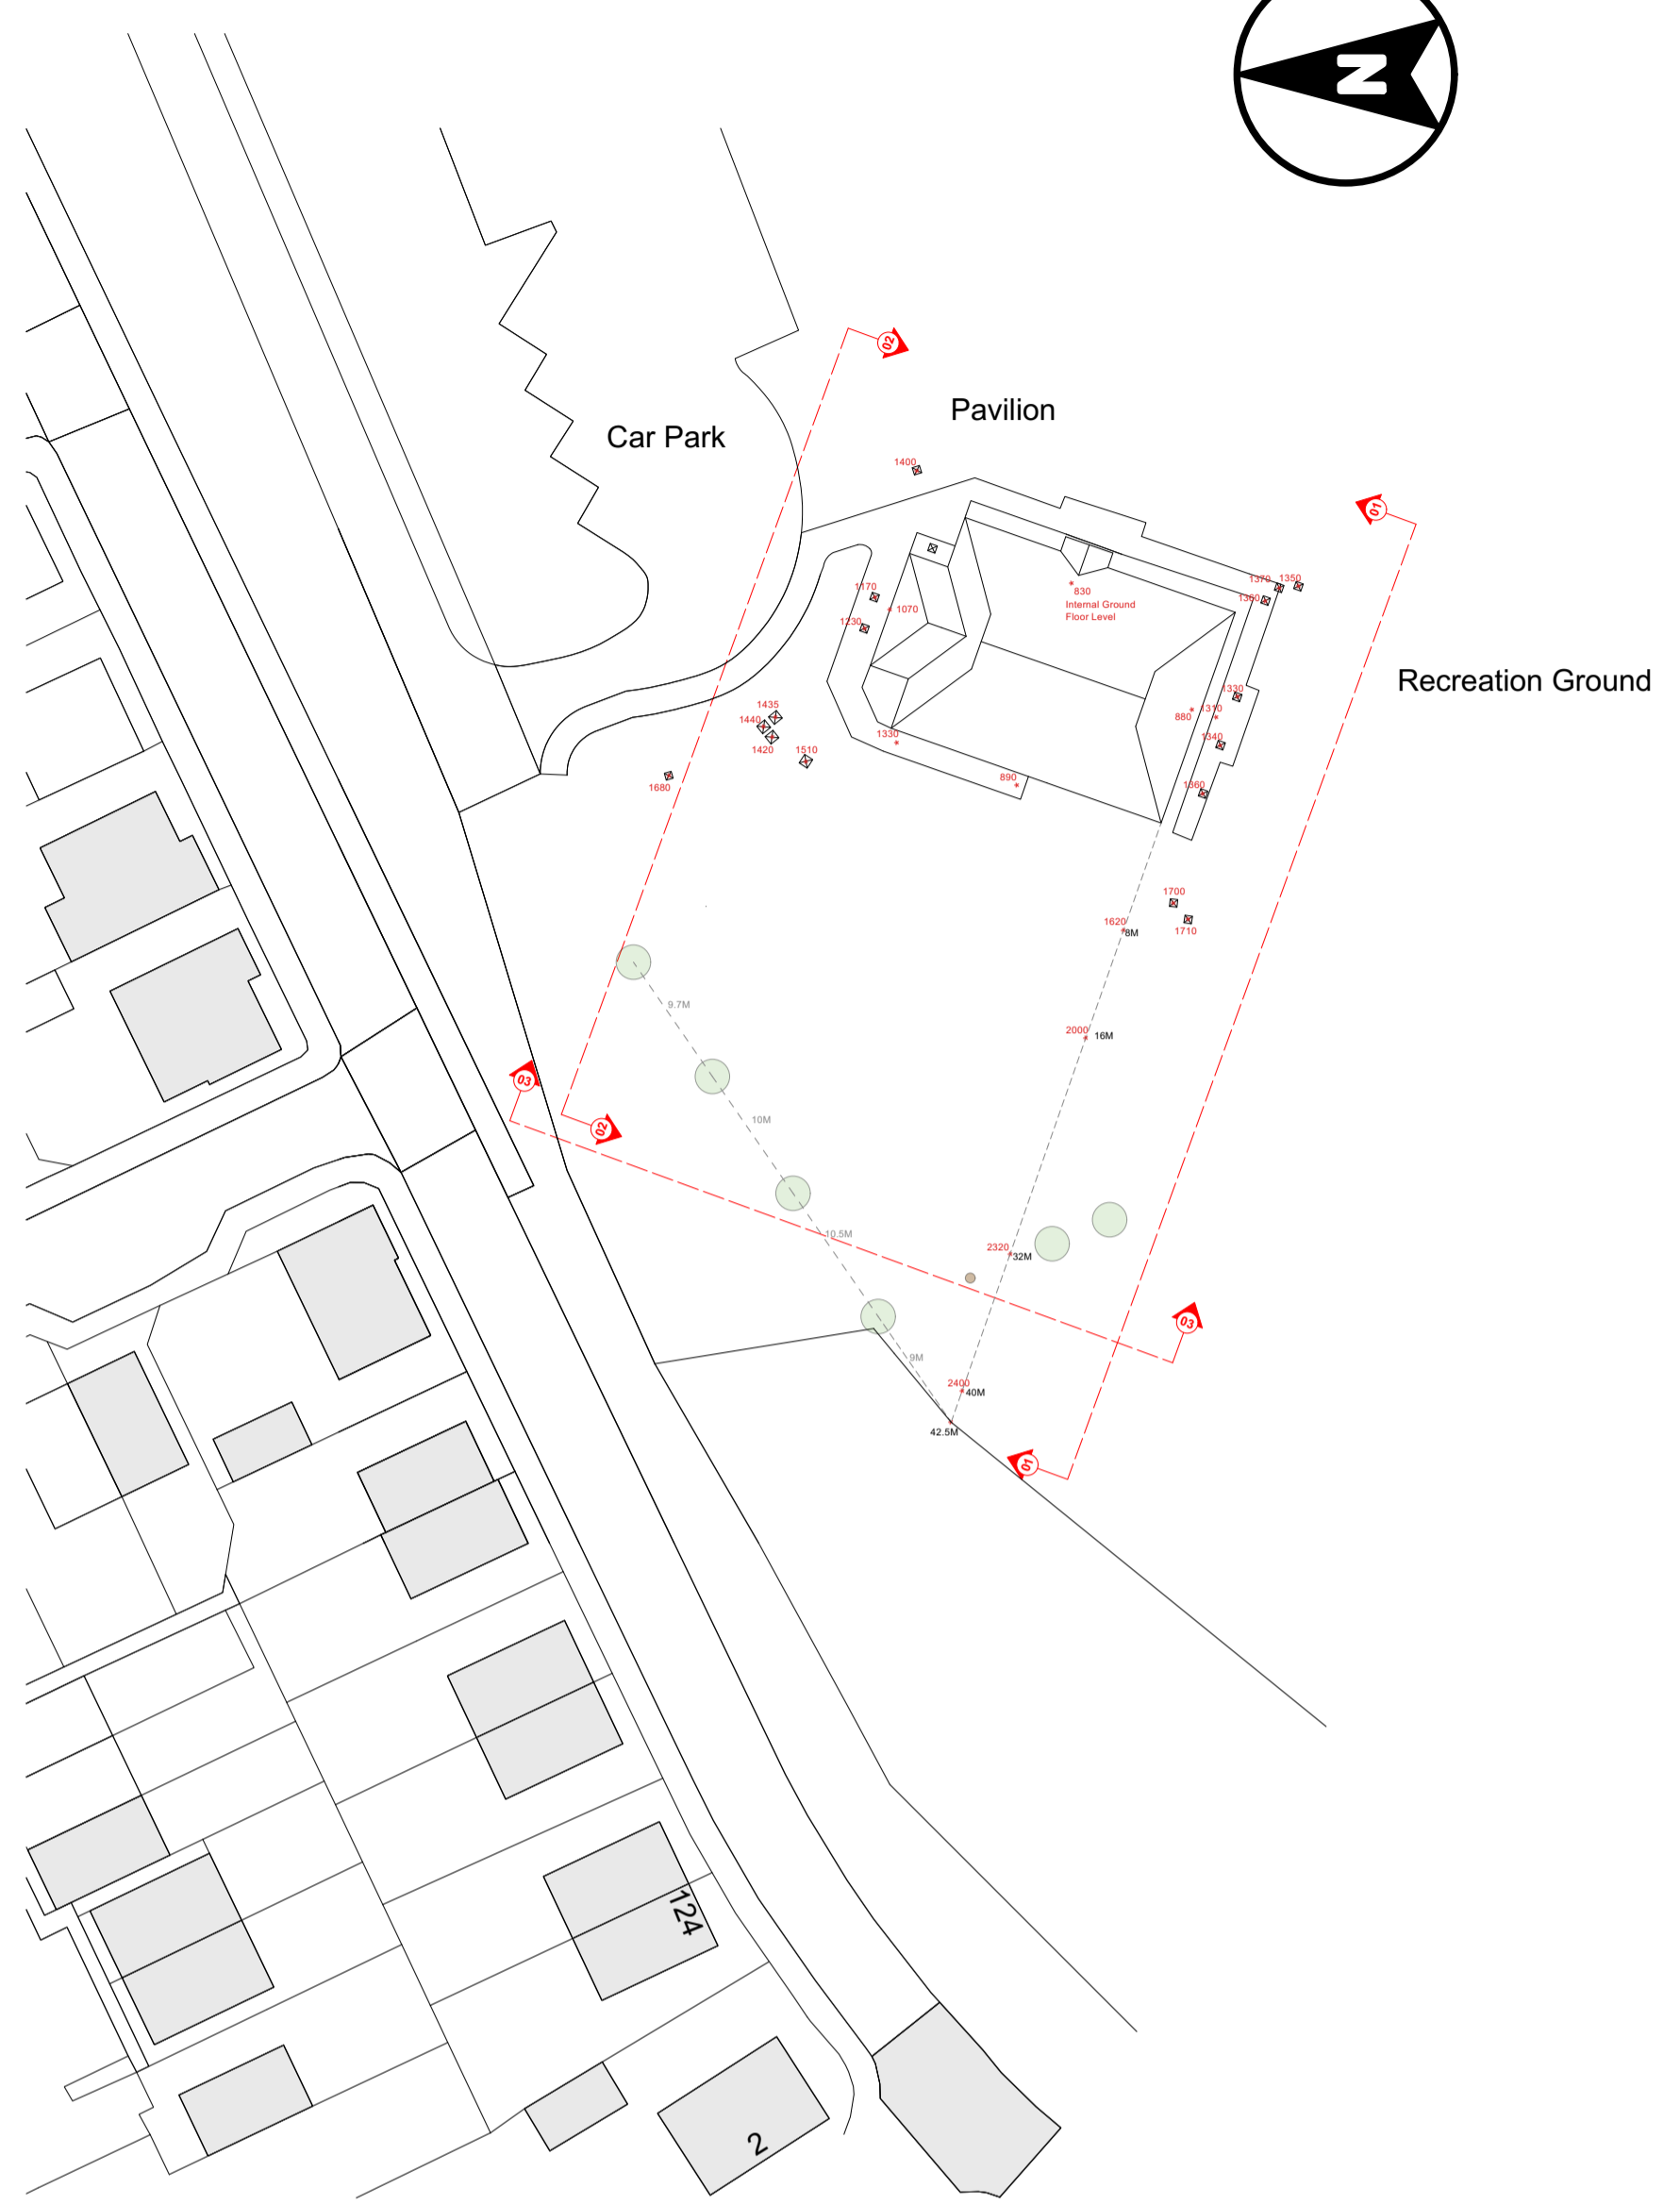 N
02
Pavilion
Car Park
1400
01
1170
1070
1230
830
Internal Ground
Floor Level
1370
1350
1360
Recreation Ground
1330
880
1310
1340
1360
1435
1440
1420
1510
1680
1330
890
1700
1710
1620
8M
9.7M
2000
16M
03
02
10M
10.5M
2320
32M
03
9M
2400
40M
42.5M
01
124
2